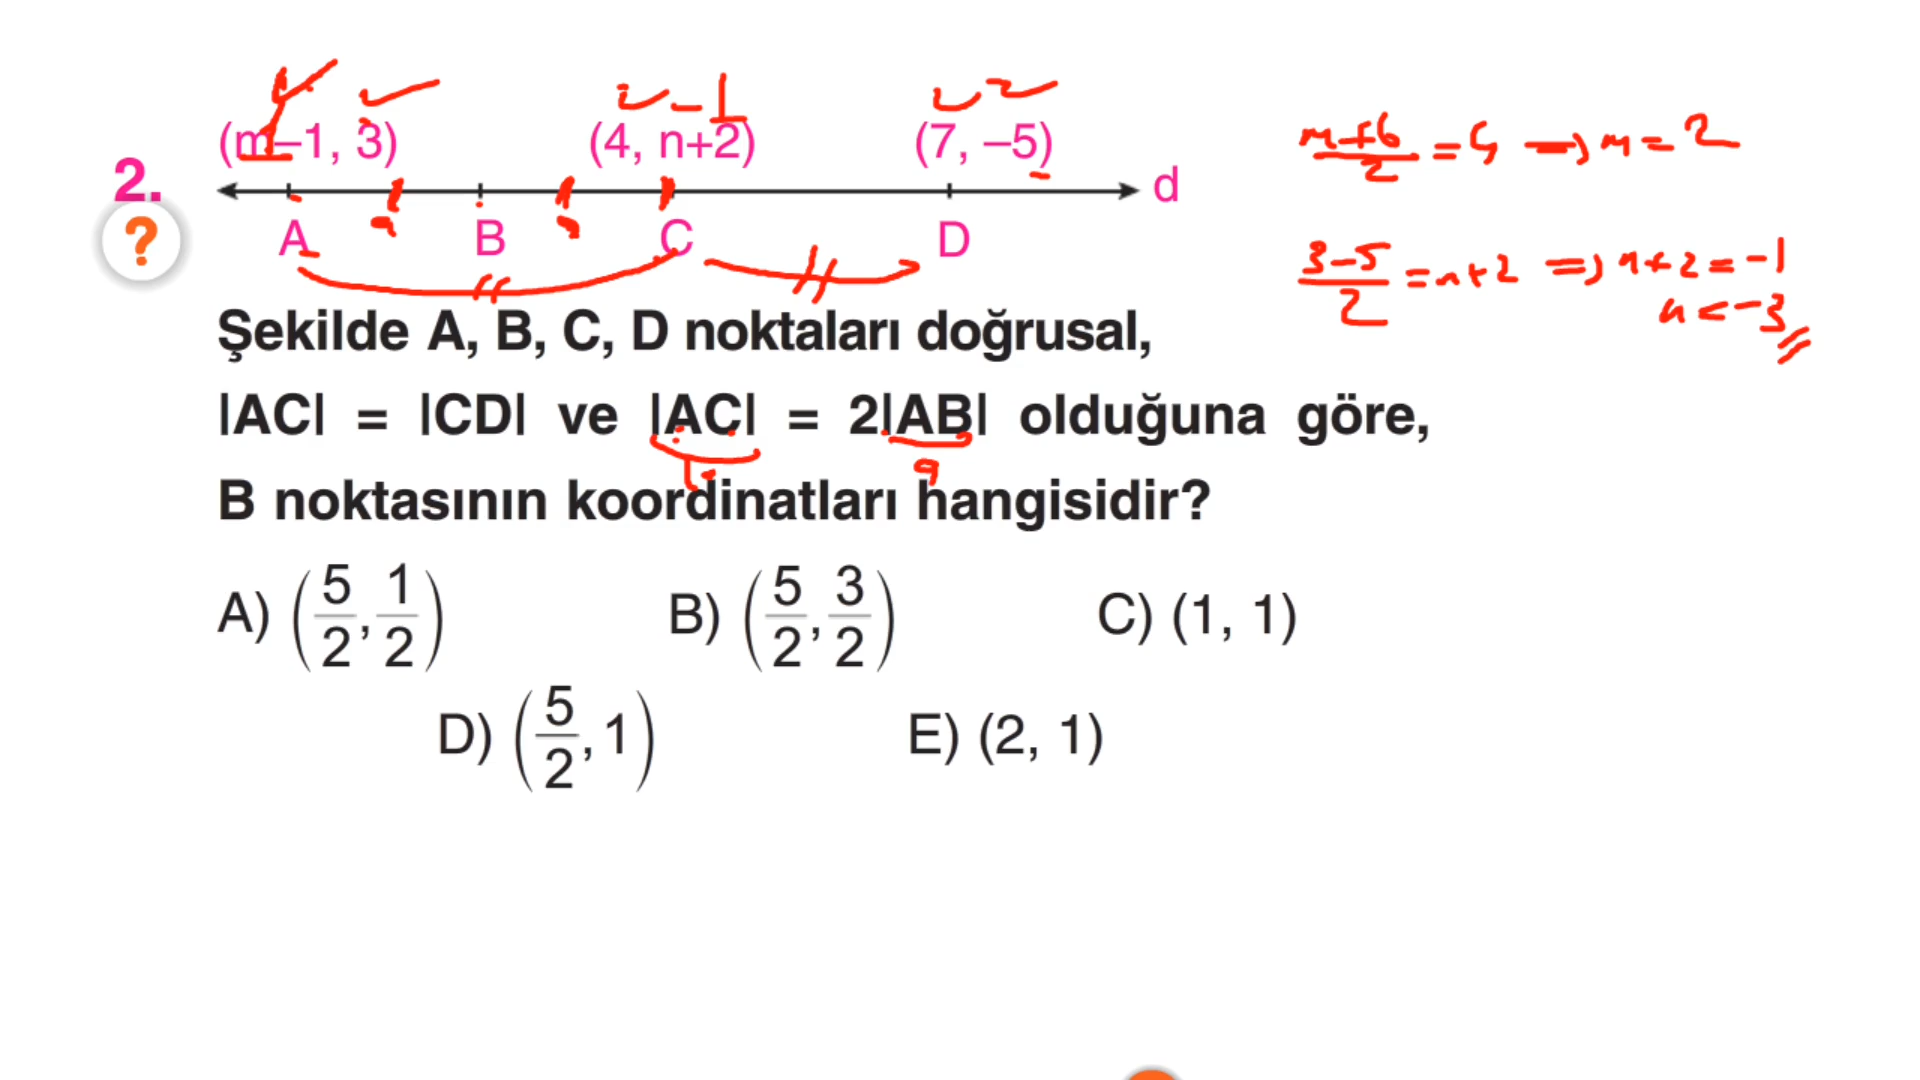 (m–1, 3) (4, n+2) (7, –5)
–1
2.
d
?
A B C D
a a
Şekilde A, B, C, D noktaları doğrusal,
|AC| = |CD| ve |AC| = 2|AB| olduğuna göre,
a
B noktasının koordinatları hangisidir?
A) (5/2, 1/2) B) (5/2, 3/2) C) (1, 1)
D) (5/2, 1) E) (2, 1)
m+6/2 = 4 ⇒ m = 2
3–5/2 = n+2 ⇒ n+2 = –1
n = –3